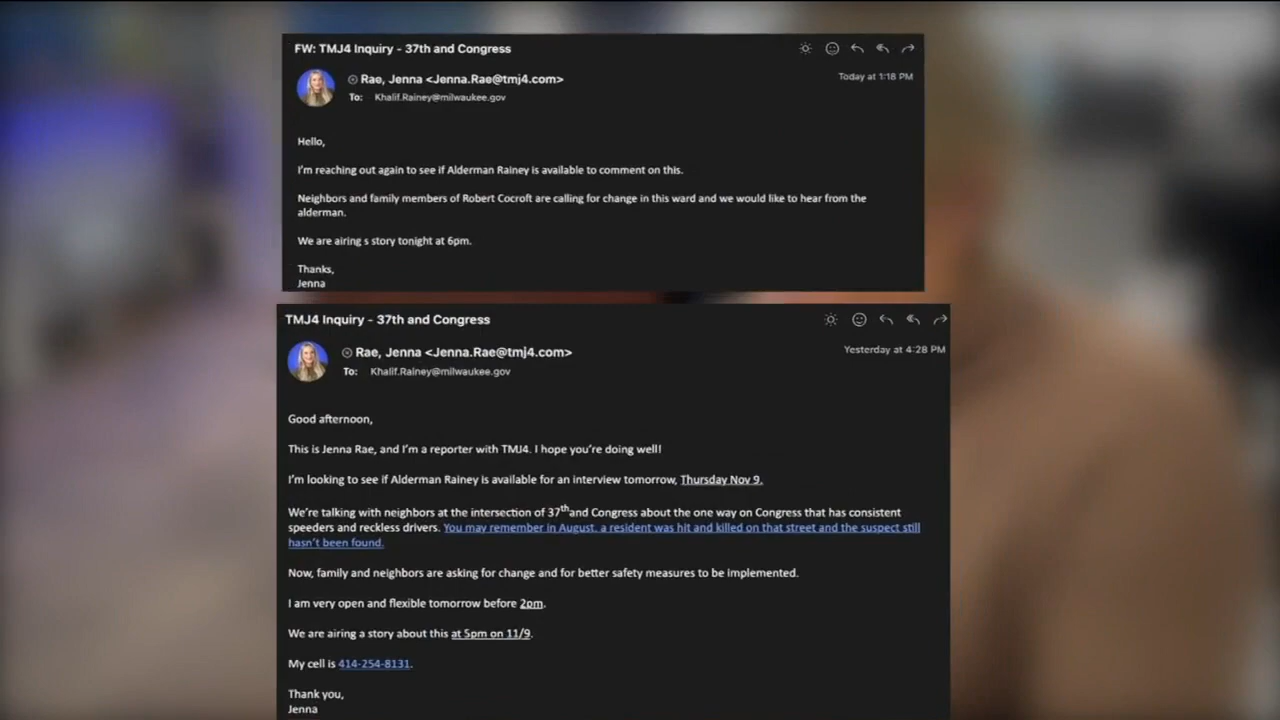 FW: TMJ4 Inquiry - 37th and Congress
Rae, Jenna <Jenna.Rae@tmj4.com>
Today at 1:18 PM
To: Khalif.Rainey@milwaukee.gov
Hello,
I'm reaching out again to see if Alderman Rainey is available to comment on this.
Neighbors and family members of Robert Cocroft are calling for change in this ward and we would like to hear from the
alderman.
We are airing s story tonight at 6pm.
Thanks,
Jenna
TMJ4 Inquiry - 37th and Congress
Rae, Jenna <Jenna.Rae@tmj4.com>
Yesterday at 4:28 PM
To: Khalif.Rainey@milwaukee.gov
Good afternoon,
This is Jenna Rae, and I'm a reporter with TMJ4. I hope you're doing well!
I'm looking to see if Alderman Rainey is available for an interview tomorrow, Thursday Nov 9.
We're talking with neighbors at the intersection of 37th and Congress about the one way on Congress that has consistent
speeders and reckless drivers. You may remember in August, a resident was hit and killed on that street and the suspect still
hasn't been found.
Now, family and neighbors are asking for change and for better safety measures to be implemented.
I am very open and flexible tomorrow before 2pm.
We are airing a story about this at 5pm on 11/9.
My cell is 414-254-8131.
Thank you,
Jenna